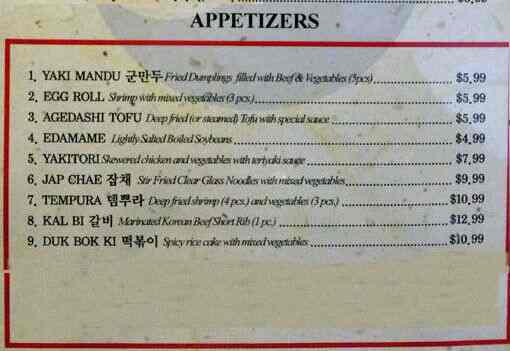 APPETIZERS
1. YAKI MANDU 군만두 Fried Dumplings filled with Beef & Vegetables (5pcs) $5.99
2. EGG ROLL Shrimp with mixed vegetables (3 pcs.) $5.99
3. AGEDASHI TOFU Deep fried (or steamed) Tofu with special sauce $5.99
4. EDAMAME Lightly Salted Boiled Soybeans $4.99
5. YAKITORI Skewered chicken and vegetables with teriyaki sauce $7.99
6. JAP CHAE 잡채 Stir Fried Clear Glass Noodles with mixed vegetables $9.99
7. TEMPURA 뎀뿌라 Deep fried shrimp (4 pcs.) and vegetables (3 pcs.) $10.99
8. KAL BI 갈비 Marinated Korean Beef Short Rib (1 pc.) $12.99
9. DUK BOK KI 떡볶이 Spicy rice cake with mixed vegetables $10.99